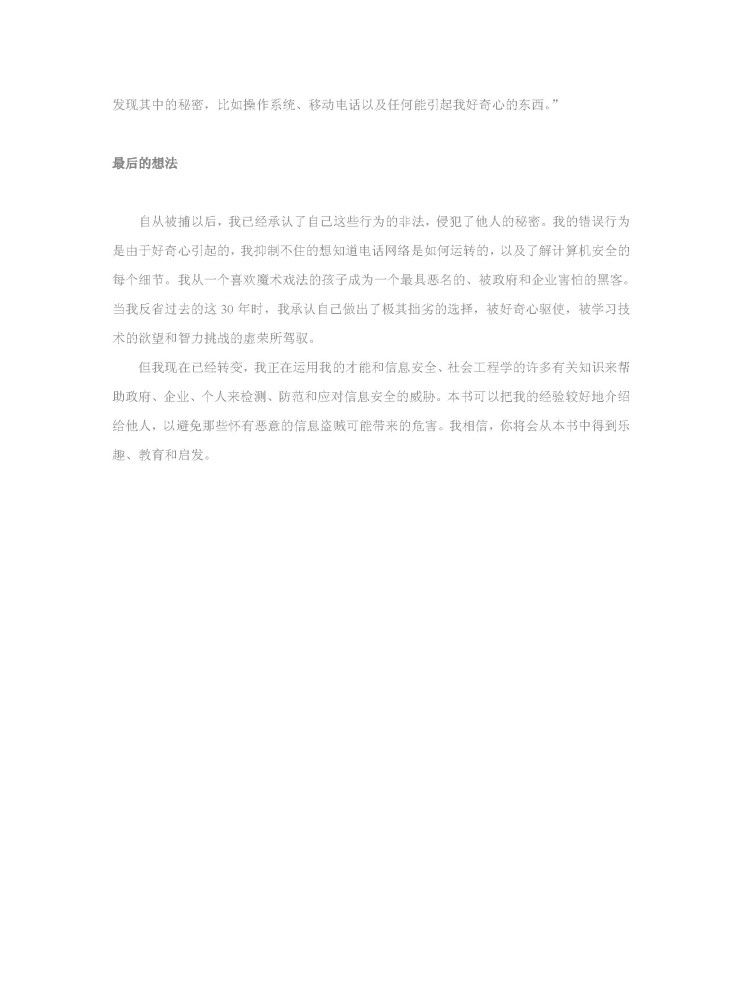 发现其中的秘密，比如操作系统、移动电话以及任何能引起我好奇心的东西。”
最后的想法
自从被捕以后，我已经承认了自己这些行为的非法，侵犯了他人的秘密。我的错误行为
是由于好奇心引起的，我抑制不住的想知道电话网络是如何运转的，以及了解计算机安全的
每个细节。我从一个喜欢魔术戏法的孩子成为一个最具恶名的、被政府和企业害怕的黑客。
当我反省过去的这 30 年时，我承认自己做出了极其拙劣的选择，被好奇心驱使，被学习技
术的欲望和智力挑战的虚荣所驾驭。
但我现在已经转变，我正在运用我的才能和信息安全、社会工程学的许多有关知识来帮
助政府、企业、个人来检测、防范和应对信息安全的威胁。本书可以把我的经验较好地介绍
给他人，以避免那些怀有恶意的信息盗贼可能带来的危害。我相信，你将会从本书中得到乐
趣、教育和启发。